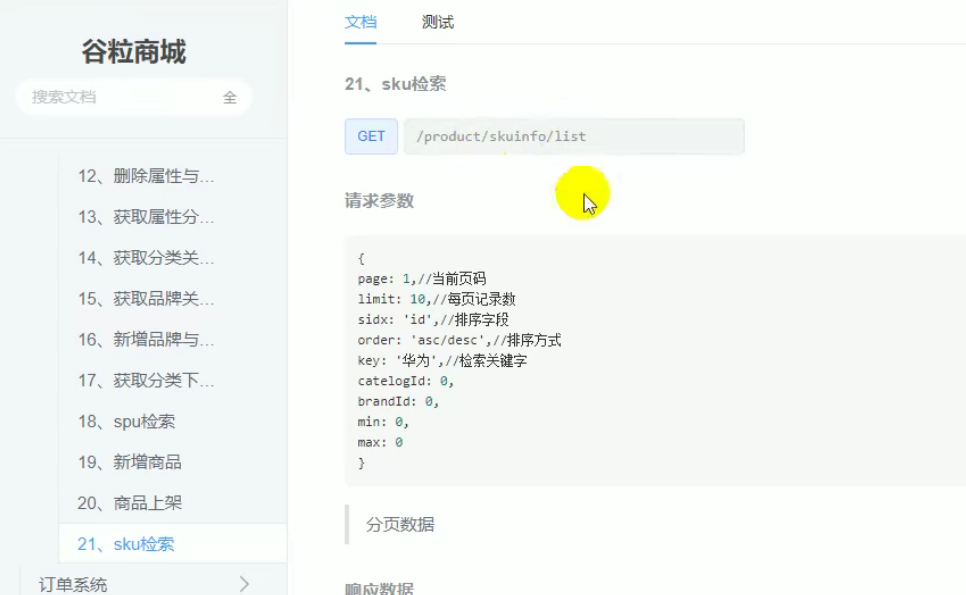 谷粒商城
搜索文档
全
12、删除属性与...
13、获取属性分...
14、获取分类关...
15、获取品牌关...
16、新增品牌与...
17、获取分类下...
18、spu检索
19、新增商品
20、商品上架
21、sku检索
订单系统
文档 测试
21、sku检索
GET /product/skuinfo/list
请求参数
{
page: 1,//当前页码
limit: 10,//每页记录数
sidx: 'id',//排序字段
order: 'asc/desc',//排序方式
key: '华为',//检索关键字
catelogId: 0,
brandId: 0,
min: 0,
max: 0
}
分页数据
响应数据